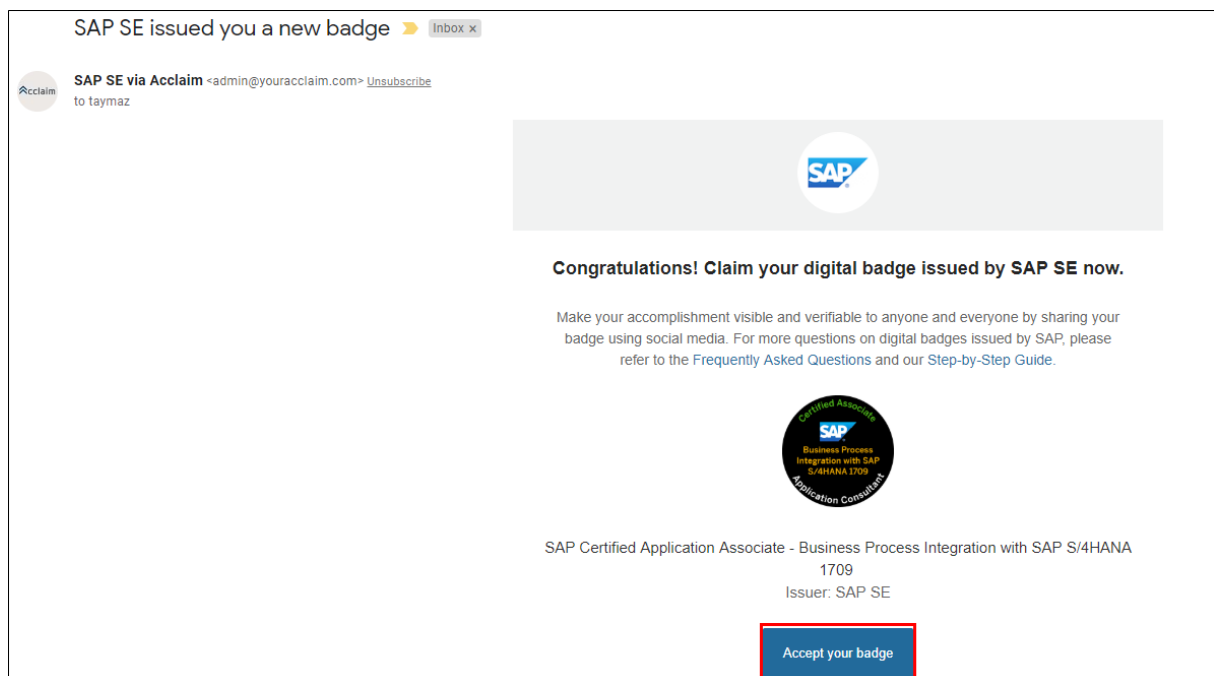 SAP SE issued you a new badge
Inbox x
Acclaim
SAP SE via Acclaim <admin@youracclaim.com> Unsubscribe
to taymaz
SAP
Congratulations! Claim your digital badge issued by SAP SE now.
Make your accomplishment visible and verifiable to anyone and everyone by sharing your
badge using social media. For more questions on digital badges issued by SAP, please
refer to the Frequently Asked Questions and our Step-by-Step Guide.
Certified Associate
SAP
Business Process
Integration with SAP
S/4HANA 1709
Application Consultant
SAP Certified Application Associate - Business Process Integration with SAP S/4HANA
1709
Issuer: SAP SE
Accept your badge